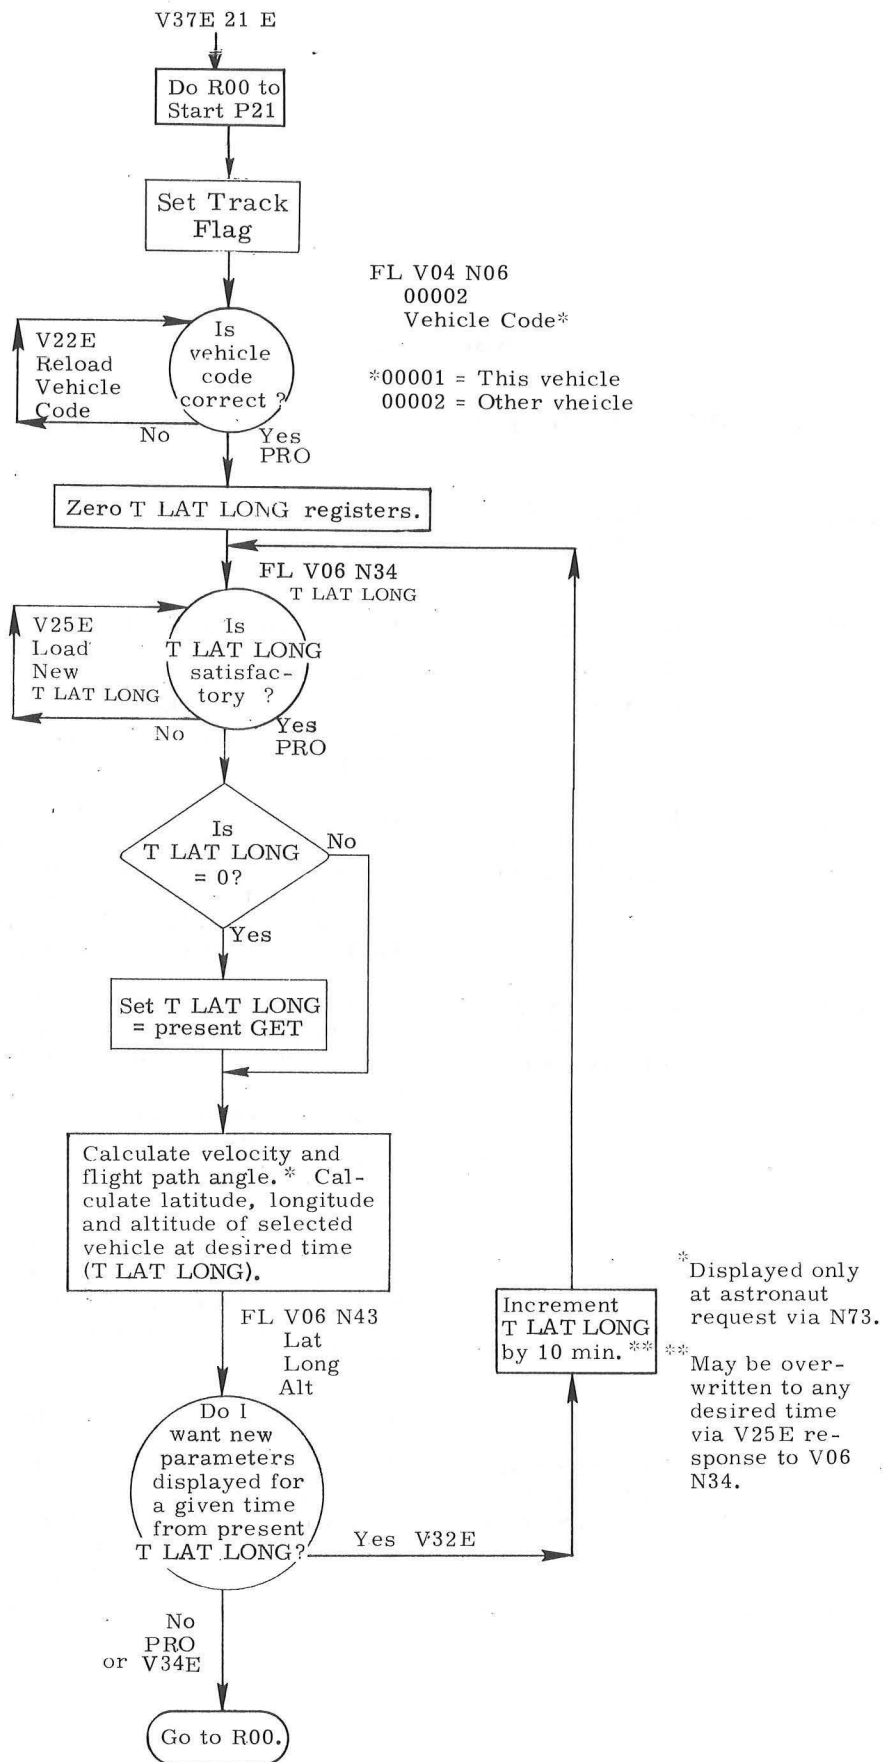 V37E 21 E
Do R00 to
Start P21
Set Track
Flag
FL V04 N06
00002
Vehicle Code*
*00001 = This vehicle
00002 = Other vheicle
Is
vehicle
code
correct ?
V22E
Reload
Vehicle
Code
No
Yes
PRO
Zero T LAT LONG registers.
FL V06 N34
T LAT LONG
Is
T LAT LONG
satisfac-
tory ?
V25E
Load
New
T LAT LONG
No
Yes
PRO
Is
T LAT LONG
= 0?
No
Yes
Set T LAT LONG
= present GET
Calculate velocity and
flight path angle.* Cal-
culate latitude, longitude
and altitude of selected
vehicle at desired time
(T LAT LONG).
FL V06 N43
Lat
Long
Alt
Do I
want new
parameters
displayed for
a given time
from present
T LAT LONG?
Yes V32E
Increment
T LAT LONG
by 10 min.**
*Displayed only
at astronaut
request via N73.
**May be over-
written to any
desired time
via V25E re-
sponse to V06
N34.
No
PRO
or V34E
Go to R00.